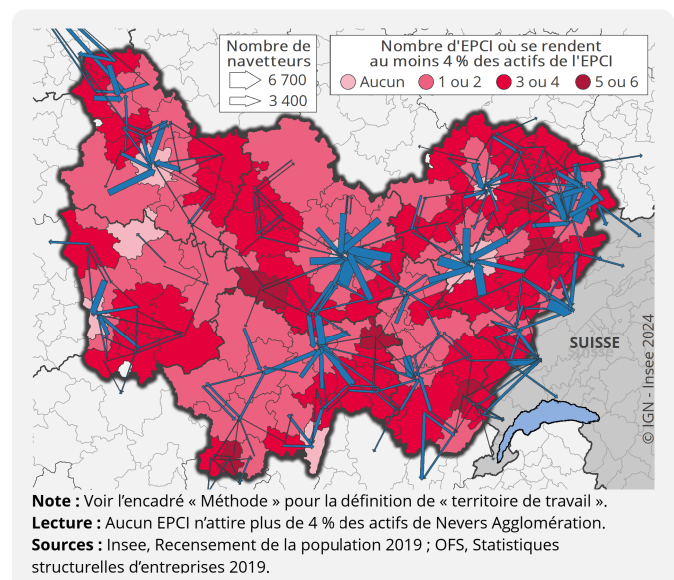 Nombre de
navetteurs
6 700
3 400
Nombre d'EPCI où se rendent
au moins 4 % des actifs de l'EPCI
Aucun
1 ou 2
3 ou 4
5 ou 6
SUISSE
© IGN - Insee 2024
Note : Voir l’encadré « Méthode » pour la définition de « territoire de travail ».
Lecture : Aucun EPCI n’attire plus de 4 % des actifs de Nevers Agglomération.
Sources : Insee, Recensement de la population 2019 ; OFS, Statistiques
structurelles d’entreprises 2019.